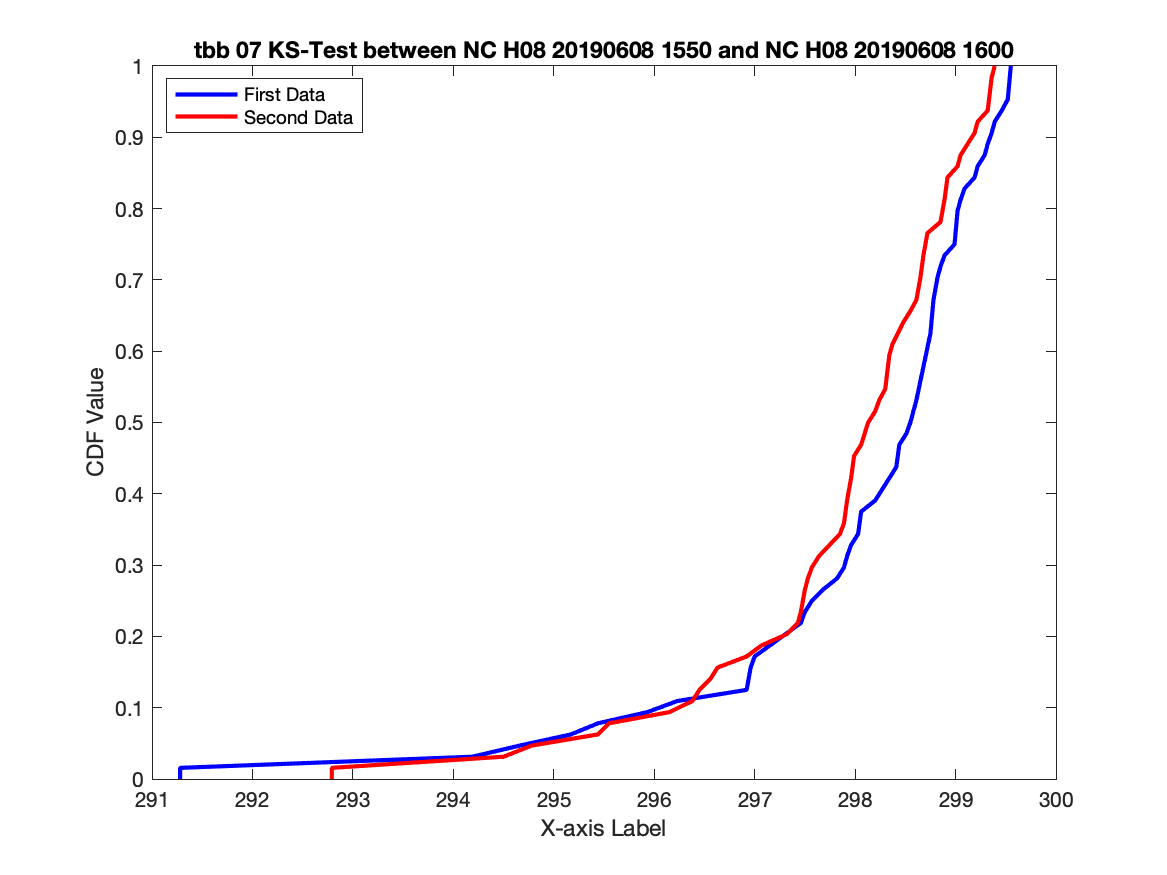 tbb 07 KS-Test between NC H08 20190608 1550 and NC H08 20190608 1600
First Data
Second Data
CDF Value
1
0.9
0.8
0.7
0.6
0.5
0.4
0.3
0.2
0.1
0
291 292 293 294 295 296 297 298 299 300
X-axis Label